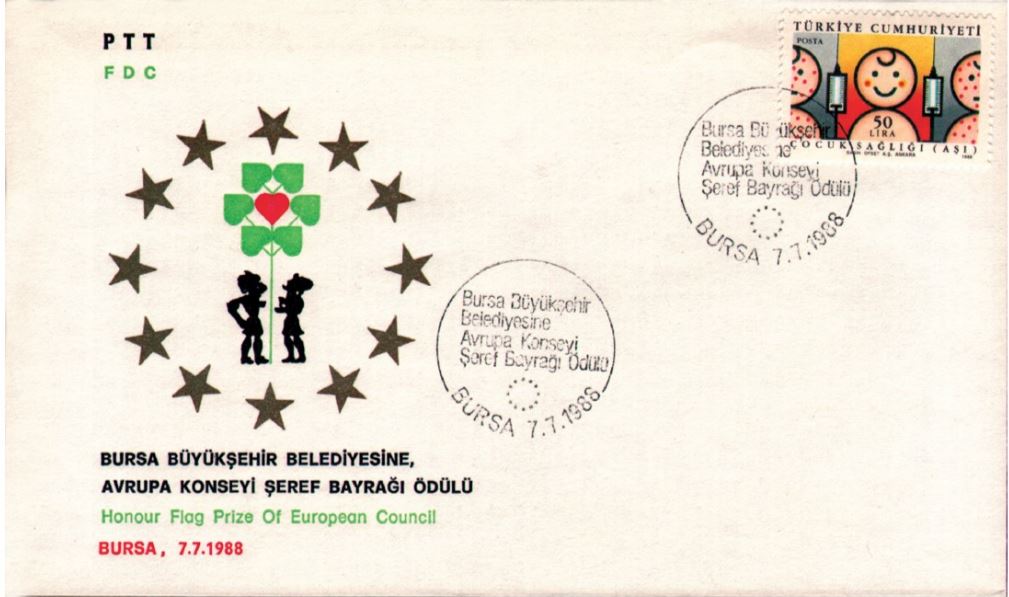 PTT
FDC
TÜRKİYE CUMHURİYETİ
POSTA
50
LİRA
ÇOCUK SAĞLIĞI (AŞI)
1988
Bursa Büyükşehir
Belediyesine
Avrupa Konseyi
Şeref Bayrağı Ödülü
BURSA 7.7.1988
Bursa Büyükşehir
Belediyesine
Avrupa Konseyi
Şeref Bayrağı Ödülü
BURSA 7.7.1988
BURSA BÜYÜKŞEHİR BELEDİYESİNE,
AVRUPA KONSEYİ ŞEREF BAYRAĞI ÖDÜLÜ
Honour Flag Prize Of European Council
BURSA, 7.7.1988